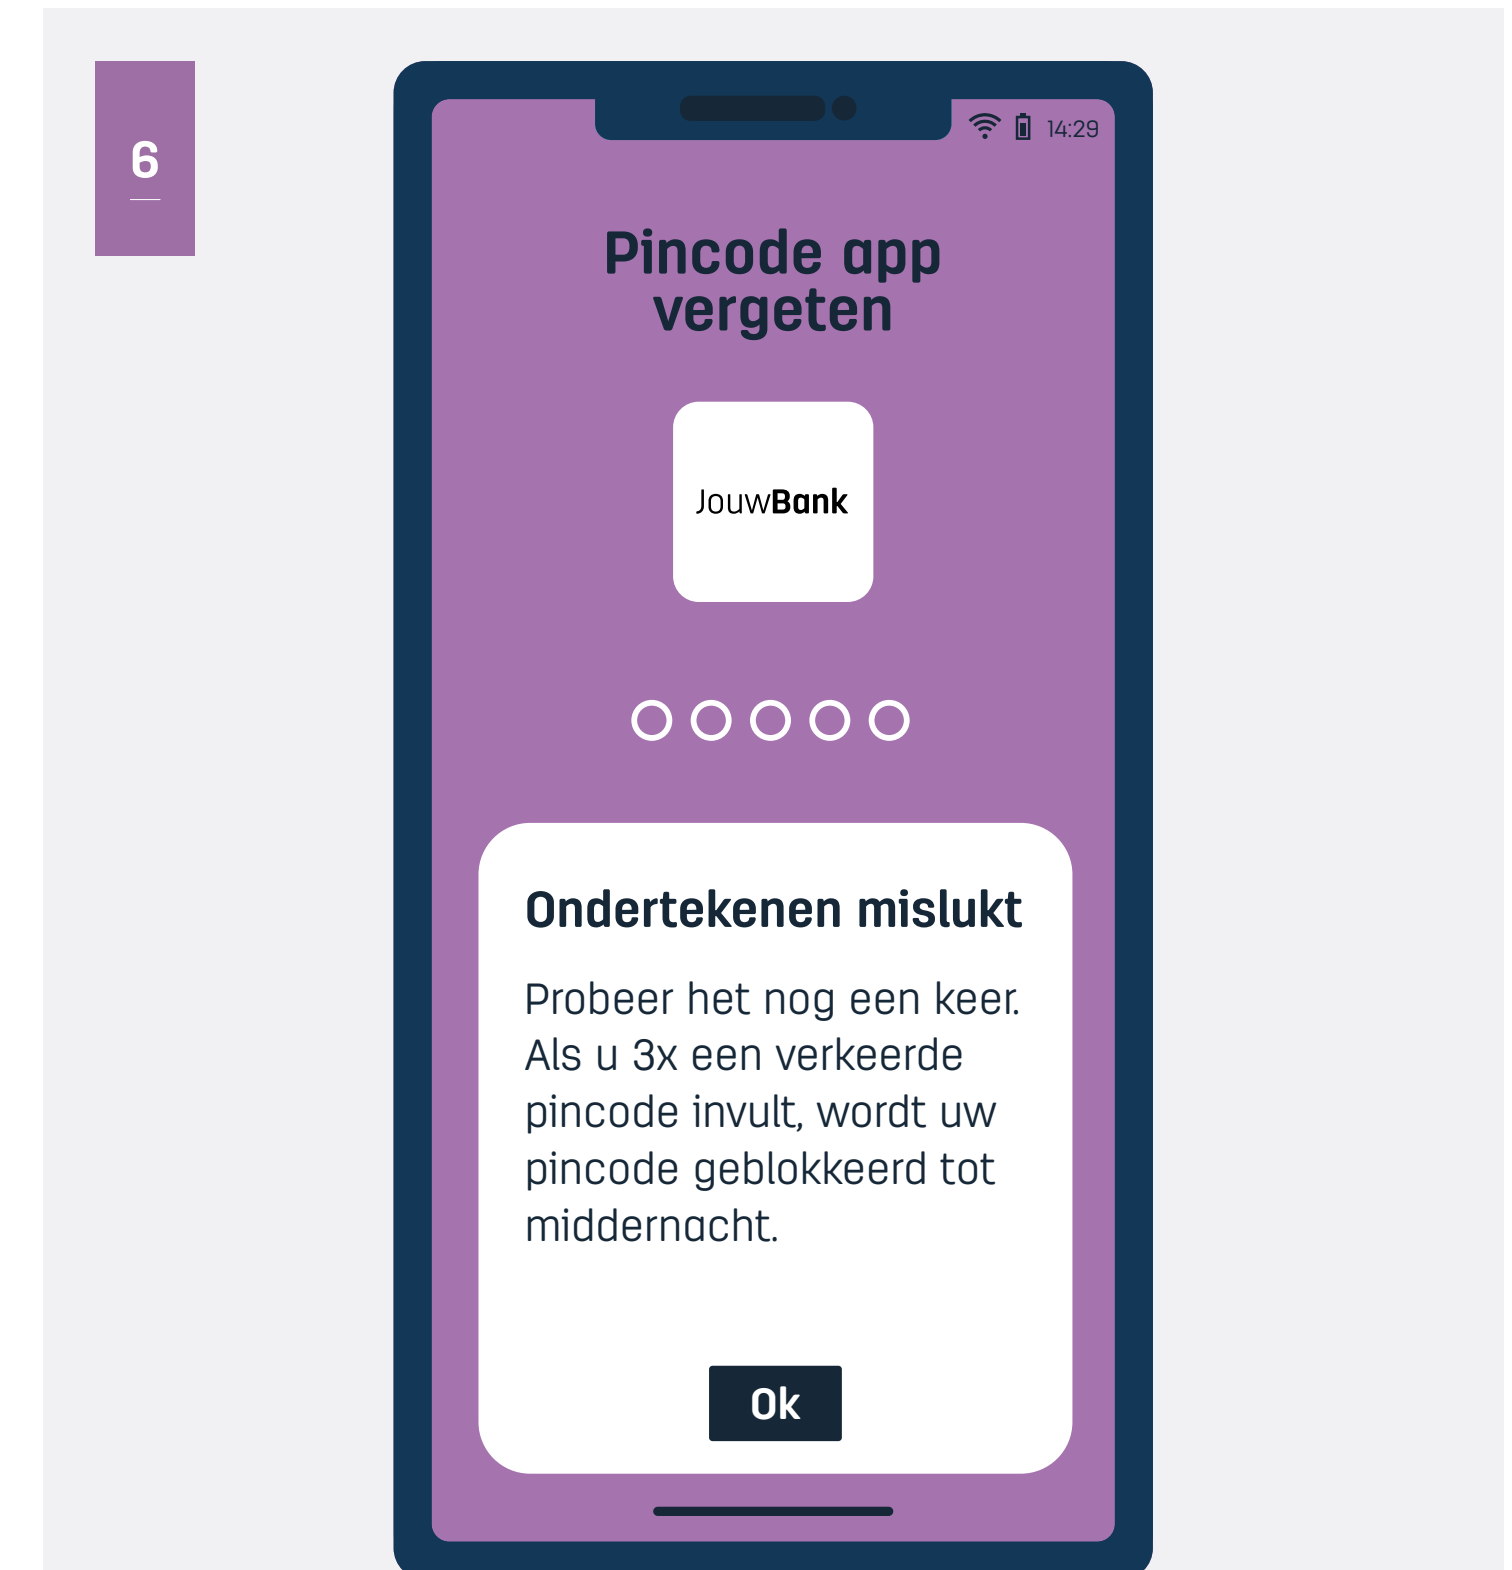 6
14:29
Pincode app
vergeten
JouwBank
Ondertekenen mislukt
Probeer het nog een keer.
Als u 3x een verkeerde
pincode invult, wordt uw
pincode geblokkeerd tot
middernacht.
Ok